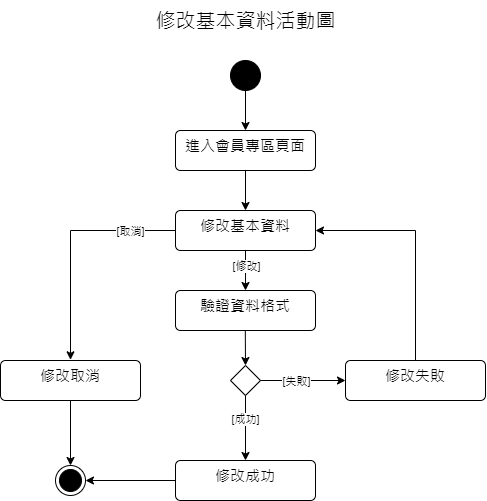 修改基本資料活動圖
進入會員專區頁面
修改基本資料
[取消]
[修改]
驗證資料格式
修改取消
[失敗]
修改失敗
[成功]
修改成功